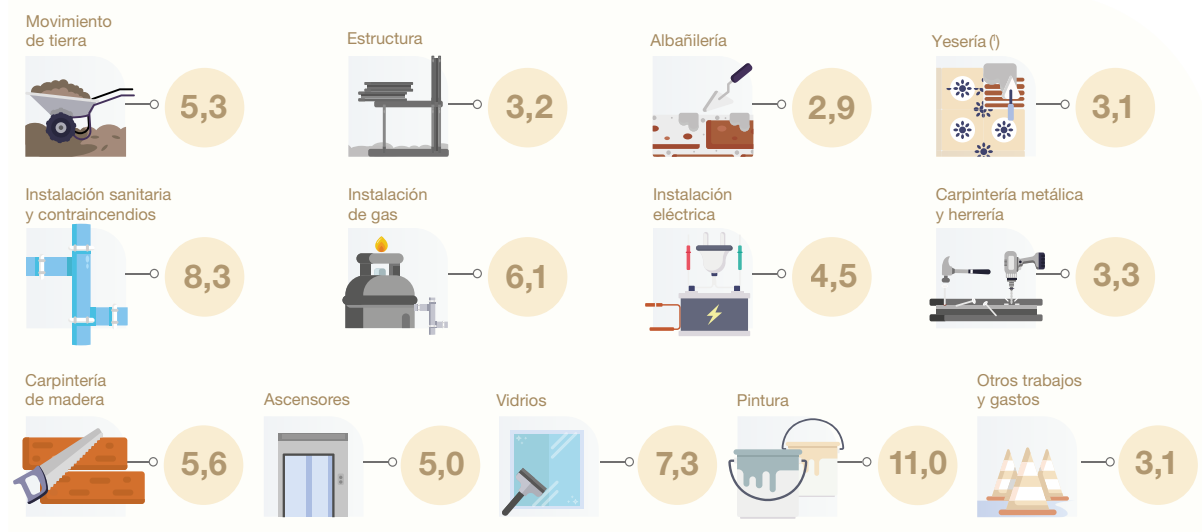 Movimiento
de tierra
5,3
Estructura
3,2
Albañilería
2,9
Yesería (¹)
3,1
Instalación sanitaria
y contraincendios
8,3
Instalación
de gas
6,1
Instalación
eléctrica
4,5
Carpintería metálica
y herrería
3,3
Carpintería
de madera
5,6
Ascensores
5,0
Vidrios
7,3
Pintura
11,0
Otros trabajos
y gastos
3,1